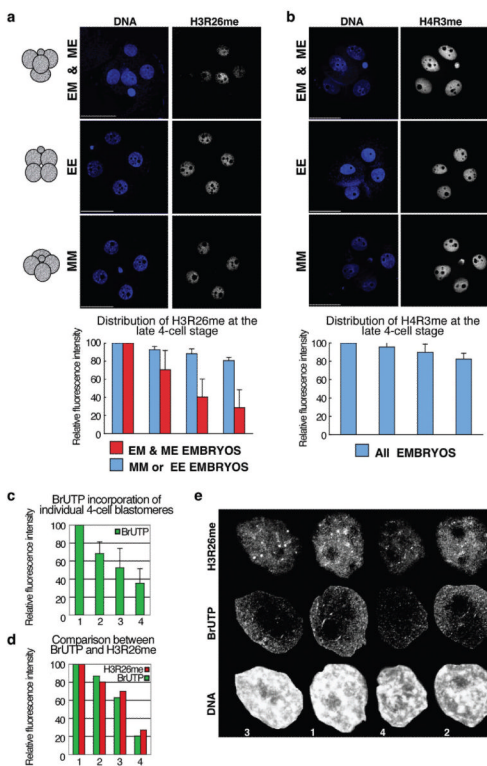 a
DNA
H3R26me
EM & ME
EE
MM
Distribution of H3R26me at the
late 4-cell stage
Relative fluorescence intensity
100
80
60
40
20
0
EM & ME EMBRYOS
MM or EE EMBRYOS
b
DNA
H4R3me
EM & ME
EE
MM
Distribution of H4R3me at the
late 4-cell stage
Relative fluorescence intensity
100
80
60
40
20
0
All EMBRYOS
c
BrUTP incorporation of
individual 4-cell blastomeres
Relative fluorescence intensity
100
80
60
40
20
0
BrUTP
1 2 3 4
d
Comparison between
BrUTP and H3R26me
Relative fluorescence intensity
100
80
60
40
20
0
H3R26me
BrUTP
1 2 3 4
e
H3R26me
BrUTP
DNA
3 1 4 2